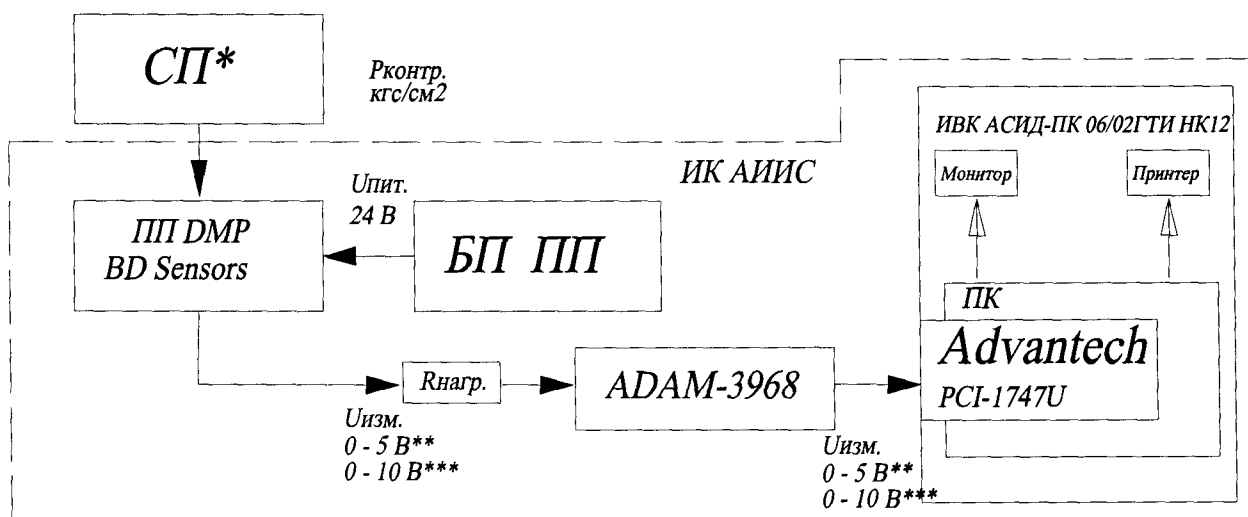 СП*
Рконтр.
кгс/см2
ИВК АСИД-ПК 06/02ГТИ НК12
ИК АИИС
Монитор
Принтер
Uпит.
24 В
ПП DMP
BD Sensors
БП ПП
ПК
Advantech
PCI-1747U
Rнагр.
ADAM-3968
Uизм.
0 - 5 В**
0 - 10 В***
Uизм.
0 - 5 В**
0 - 10 В***